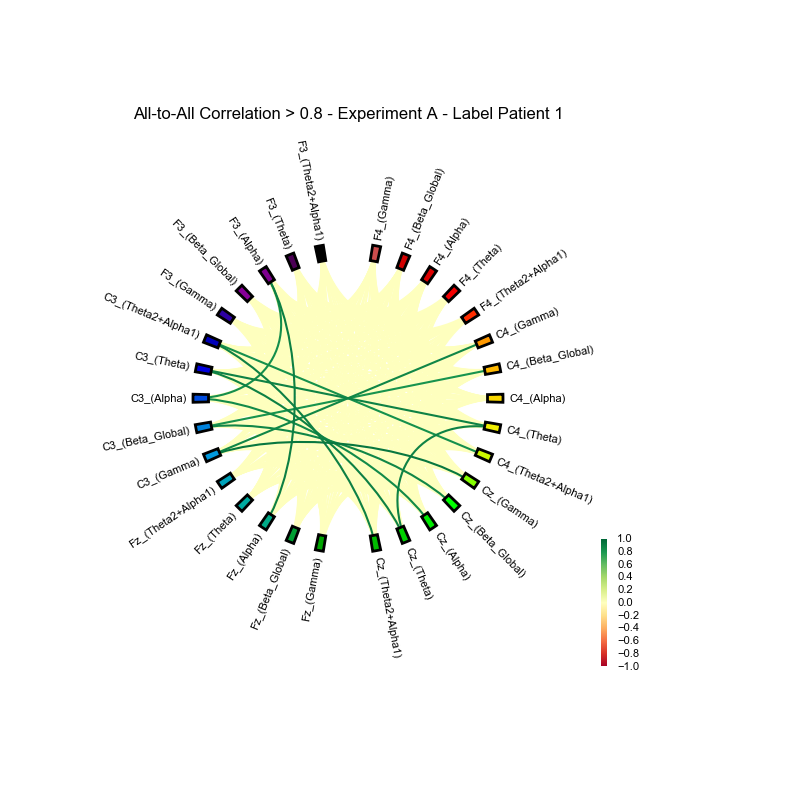 All-to-All Correlation > 0.8 - Experiment A - Label Patient 1
F3_(Theta2+Alpha1)
F3_(Theta)
F3_(Alpha)
F3_(Beta_Global)
F3_(Gamma)
C3_(Theta2+Alpha1)
C3_(Theta)
C3_(Alpha)
C3_(Beta_Global)
C3_(Gamma)
Fz_(Theta2+Alpha1)
Fz_(Theta)
Fz_(Alpha)
Fz_(Beta_Global)
Fz_(Gamma)
Cz_(Theta2+Alpha1)
Cz_(Theta)
Cz_(Alpha)
Cz_(Beta_Global)
Cz_(Gamma)
C4_(Theta2+Alpha1)
C4_(Theta)
C4_(Alpha)
C4_(Beta_Global)
C4_(Gamma)
F4_(Theta2+Alpha1)
F4_(Theta)
F4_(Alpha)
F4_(Beta_Global)
F4_(Gamma)
1.0
0.8
0.6
0.4
0.2
0.0
−0.2
−0.4
−0.6
−0.8
−1.0